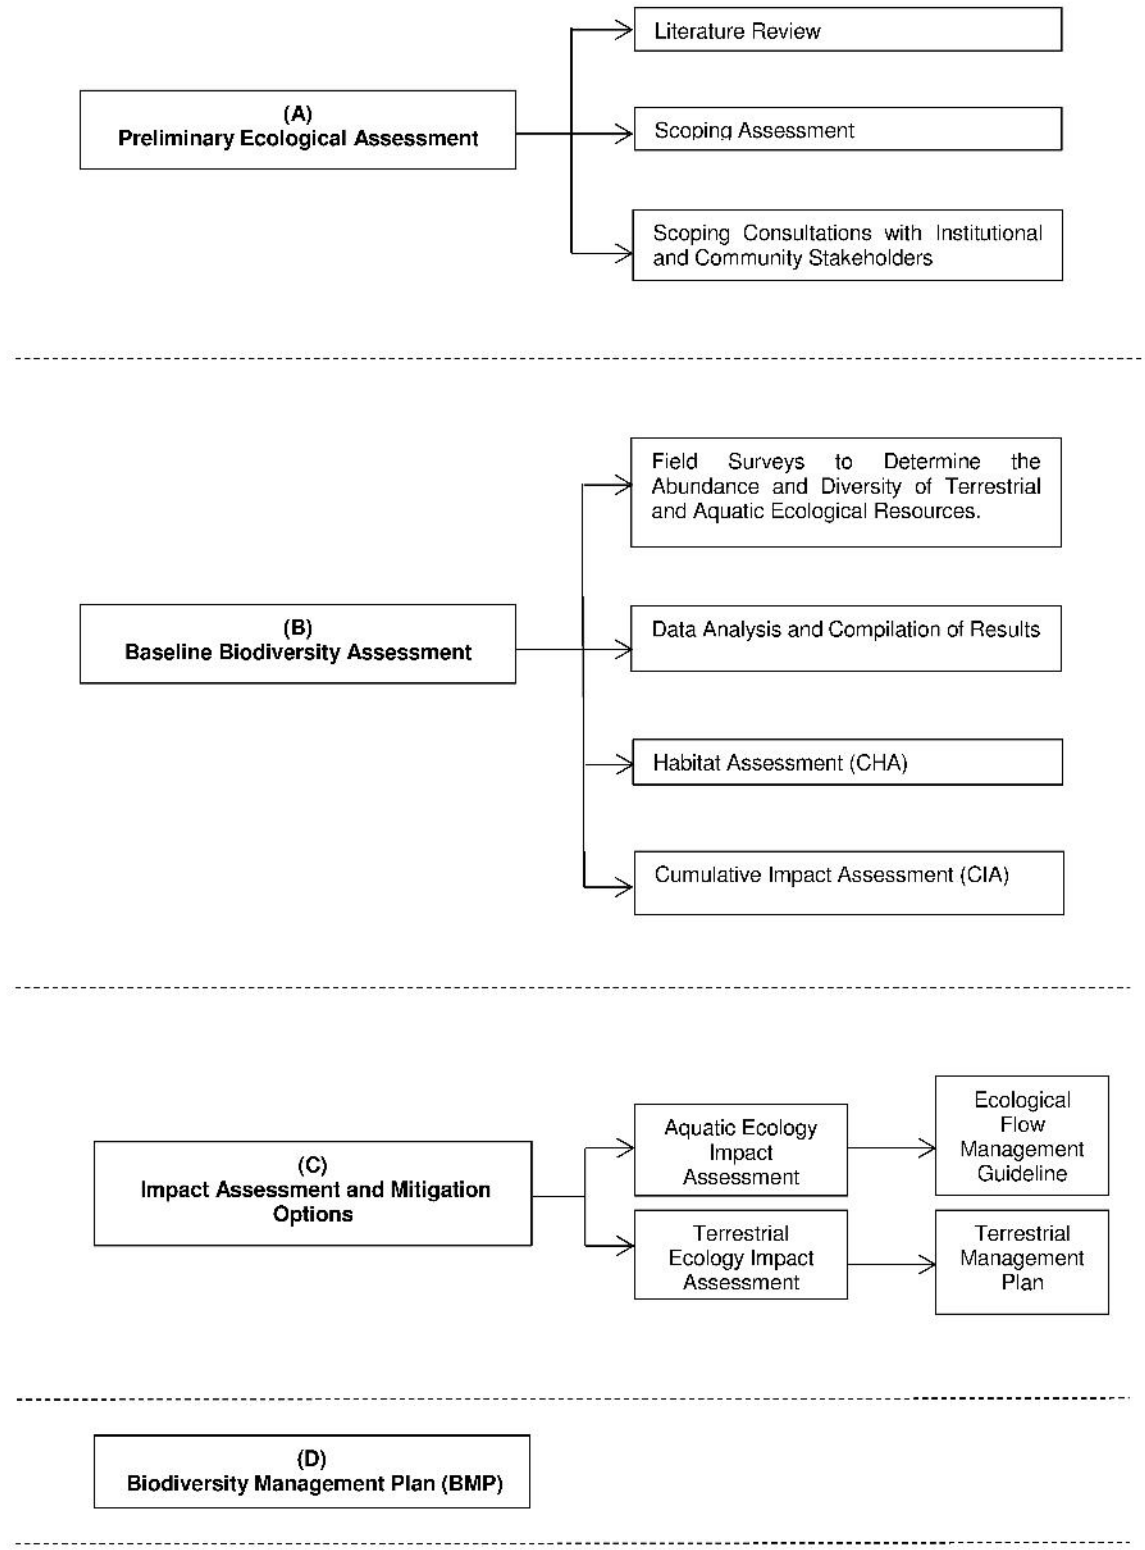 Literature Review
(A)
Preliminary Ecological Assessment
Scoping Assessment
Scoping Consultations with Institutional
and Community Stakeholders
Field Surveys to Determine the
Abundance and Diversity of Terrestrial
and Aquatic Ecological Resources.
(B)
Baseline Biodiversity Assessment
Data Analysis and Compilation of Results
Habitat Assessment (CHA)
Cumulative Impact Assessment (CIA)
(C)
Impact Assessment and Mitigation
Options
Aquatic Ecology
Impact
Assessment
Ecological
Flow
Management
Guideline
Terrestrial
Ecology Impact
Assessment
Terrestrial
Management
Plan
(D)
Biodiversity Management Plan (BMP)